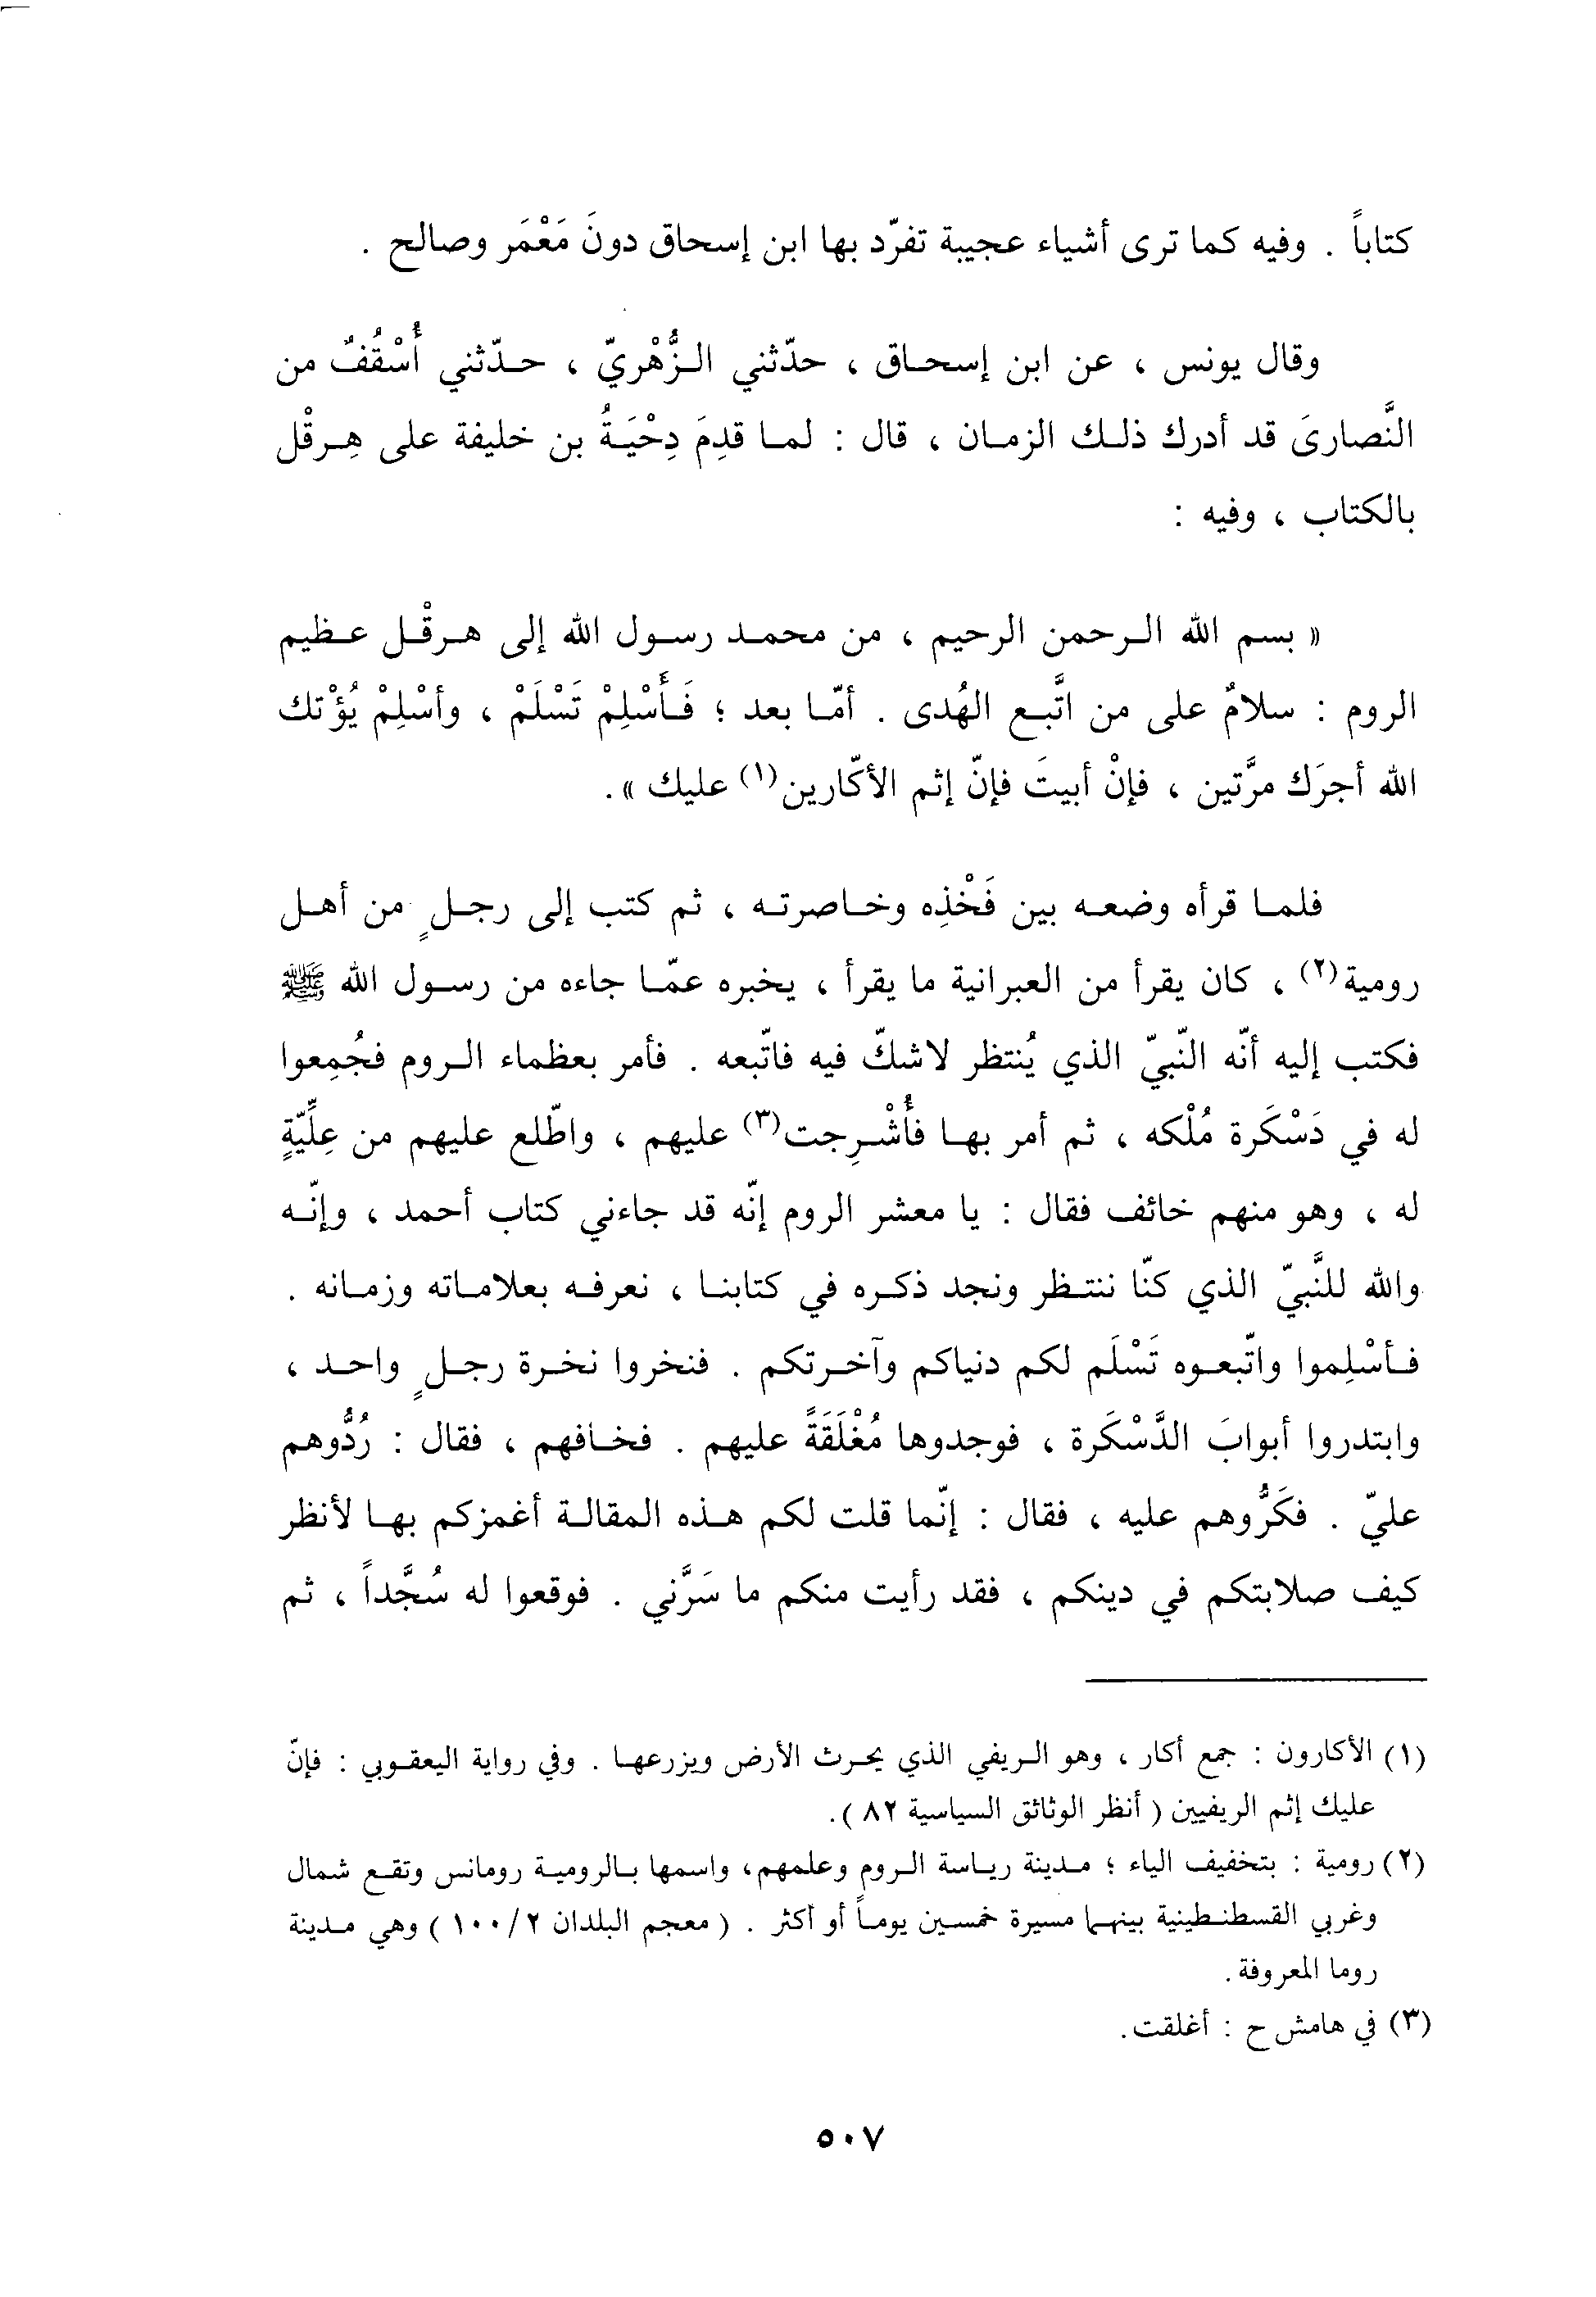 كتاباً . وفيه كما ترى أشياء عجيبة تفرّد بها ابن إسحاق دونَ مَعْمَر وصالح .
وقال يونس ، عن ابن إسحاق ، حدّثني الزُّهْريّ ، حدّثني أُسْقُفٌ من
النَّصارىَ قد أدرك ذلك الزمان ، قال : لما قدِمَ دِحْيَةُ بن خليفة على هِرقْل
بالكتاب ، وفيه :
« بسم الله الرحمن الرحيم ، من محمد رسول الله إلى هرقْل عظيم
الروم : سلامٌ على من اتَّبع الهُدى . أمّا بعد ؛ فَأَسْلِمْ تَسْلَمْ ، وأسْلِمْ يُؤْتك
الله أجرَك مرَّتين ، فإنْ أبيتَ فإنّ إثم الأكّارين(١) عليك ».
فلما قرأه وضعه بين فَخْذِه وخاصرته ، ثم كتب إلى رجلٍ من أهل
رومية(٢) ، كان يقرأ من العبرانية ما يقرأ ، يخبره عمّا جاءه من رسول الله ﷺ
فكتب إليه أنّه النّبيّ الذي يُنتظر لاشكّ فيه فاتّبعه . فأمر بعظماء الروم فجُمِعوا
له في دَسْكَرة مُلْكه ، ثم أمر بها فأُشْرِجت(٣) عليهم ، واطّلع عليهم من عِلِّيّةٍ
له ، وهو منهم خائف فقال : يا معشر الروم إنّه قد جاءني كتاب أحمد ، وإنّه
والله للنَّبيّ الذي كنّا ننتظر ونجد ذكره في كتابنا ، نعرفه بعلاماته وزمانه .
فأسْلِموا واتّبعوه تَسْلَم لكم دنياكم وآخرتكم . فنخروا نخرة رجلٍ واحد ،
وابتدروا أبوابَ الدَّسْكَرة ، فوجدوها مُغْلَقَةً عليهم . فخافهم ، فقال : رُدُّوهم
عليّ . فكَرُّوهم عليه ، فقال : إنّما قلت لكم هذه المقالة أغمزكم بها لأنظر
كيف صلابتكم في دينكم ، فقد رأيت منكم ما سَرَّني . فوقعوا له سُجَّداً ، ثم
(١) الأكارون : جمع أكار ، وهو الريفي الذي يحرث الأرض ويزرعها . وفي رواية اليعقوبي : فإنّ
عليك إثم الريفيين ( أنظر الوثائق السياسية ٨٢ ).
(٢) رومية : بتخفيف الياء ؛ مدينة رياسة الروم وعلمهم، واسمها بالرومية رومانس وتقع شمال
وغربي القسطنطينية بينهما مسيرة خمسين يوماً أو أكثر . ( معجم البلدان ٢/ ١٠٠ ) وهي مدينة
روما المعروفة .
(٣) في هامش ح : أغلقت .
٥٠٧